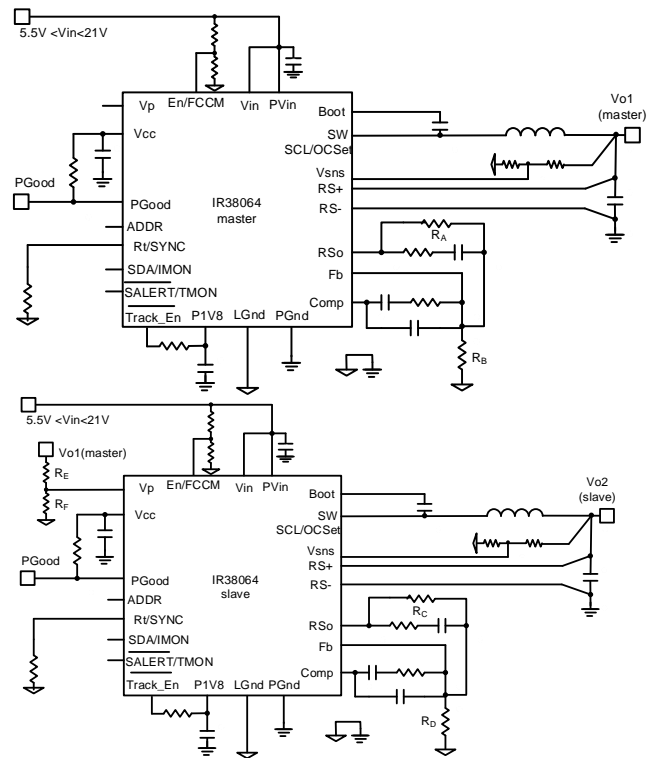 5.5V <Vin<21V
Vp
En/FCCM
Vin
PVin
Boot
Vo1
(master)
Vcc
SW
SCL/OCSet
Vsns
RS+
RS-
PGood
PGood
IR38064
master
ADDR
Rt/SYNC
RA
RSo
SDA/IMON
Fb
SALERT/TMON
Comp
Track_En
P1V8
LGnd
PGnd
RB
5.5V <Vin<21V
Vo1(master)
RE
RF
Vp
En/FCCM
Vin
PVin
Boot
Vo2
(slave)
Vcc
SW
SCL/OCSet
Vsns
RS+
RS-
PGood
PGood
IR38064
slave
ADDR
Rt/SYNC
RC
RSo
SDA/IMON
Fb
SALERT/TMON
Comp
Track_En
P1V8
LGnd
PGnd
RD